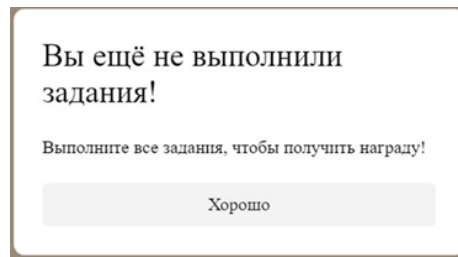 Вы ещё не выполнили
задания!
Выполните все задания, чтобы получить награду!
Хорошо